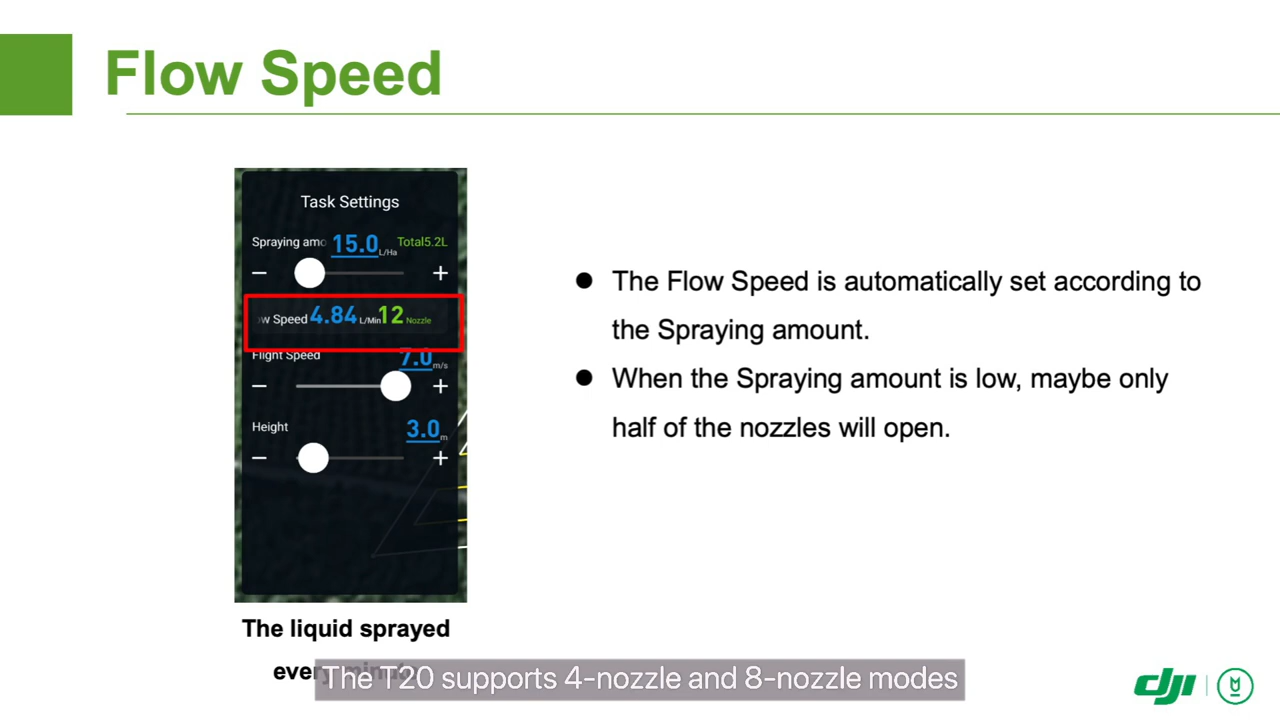 Flow Speed
Task Settings
Spraying amo 15.0 L/Ha Total5.2L
w Speed 4.84 L/Min 12 Nozzle
Flight Speed 7.0 m/s
Height 3.0 m
The liquid sprayed
every minute
● The Flow Speed is automatically set according to
the Spraying amount.
● When the Spraying amount is low, maybe only
half of the nozzles will open.
The T20 supports 4-nozzle and 8-nozzle modes
dji